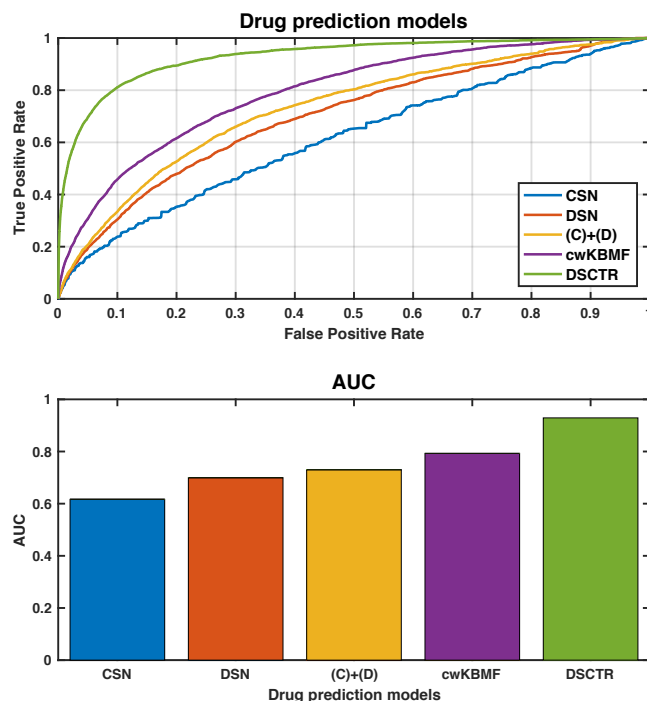 Drug prediction models
True Positive Rate
1
0.8
0.6
0.4
0.2
0
0 0.1 0.2 0.3 0.4 0.5 0.6 0.7 0.8 0.9
False Positive Rate
CSN
DSN
(C)+(D)
cwKBMF
DSCTR
AUC
AUC
1
0.8
0.6
0.4
0.2
0
CSN DSN (C)+(D) cwKBMF DSCTR
Drug prediction models